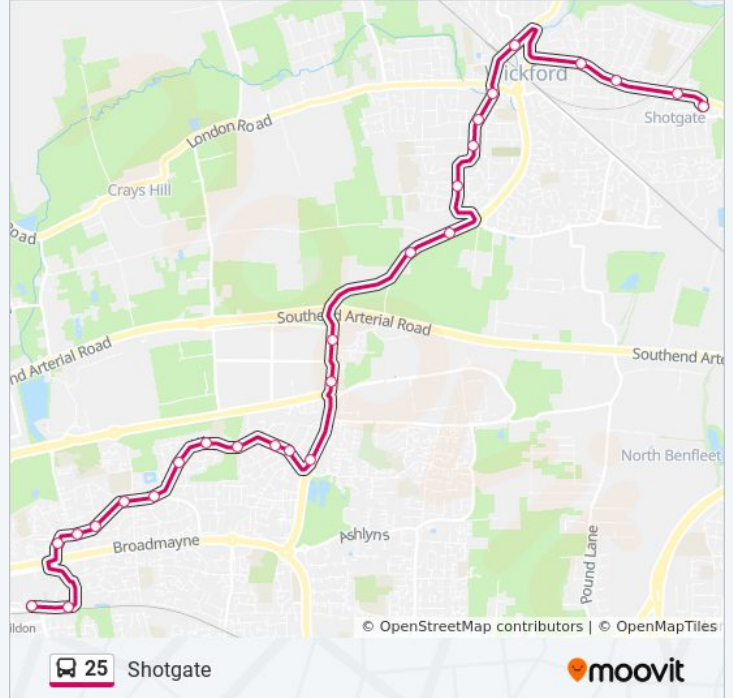 Wickford
Shotgate
London Road
Crays Hill
Road
Southend Arterial Road
nd Arterial Road
Southend Arte
North Benfleet
Ashlyns
Broadmayne
Pound Lane
ildon
© OpenStreetMap contributors | © OpenMapTiles
25 Shotgate
moovit